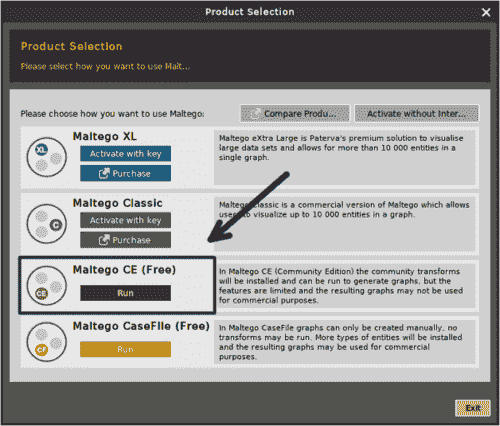 Product Selection
Product Selection
Please select how you want to use Malt...
Please choose how you want to use Maltego:
Compare Produ...
Activate without Inter...
Maltego XL
Activate with key
Purchase
XL
Maltego eXtra Large is Paterva's premium solution to visualise
large data sets and allows for more than 10 000 entities in a
single graph.
Maltego Classic
Activate with key
Purchase
C
Maltego Classic is a commercial version of Maltego which allows
users to visualize up to 10 000 entities in a graph.
Maltego CE (Free)
Run
CE
In Maltego CE (Community Edition) the community transforms
will be installed and can be run to generate graphs, but the
features are limited and the resulting graphs may not be used
for commercial purposes.
Maltego CaseFile (Free)
Run
CF
In Maltego CaseFile graphs can only be created manually, no
transforms may be run. More types of entities will be installed
and the resulting graphs may be used for commercial
purposes.
Exit